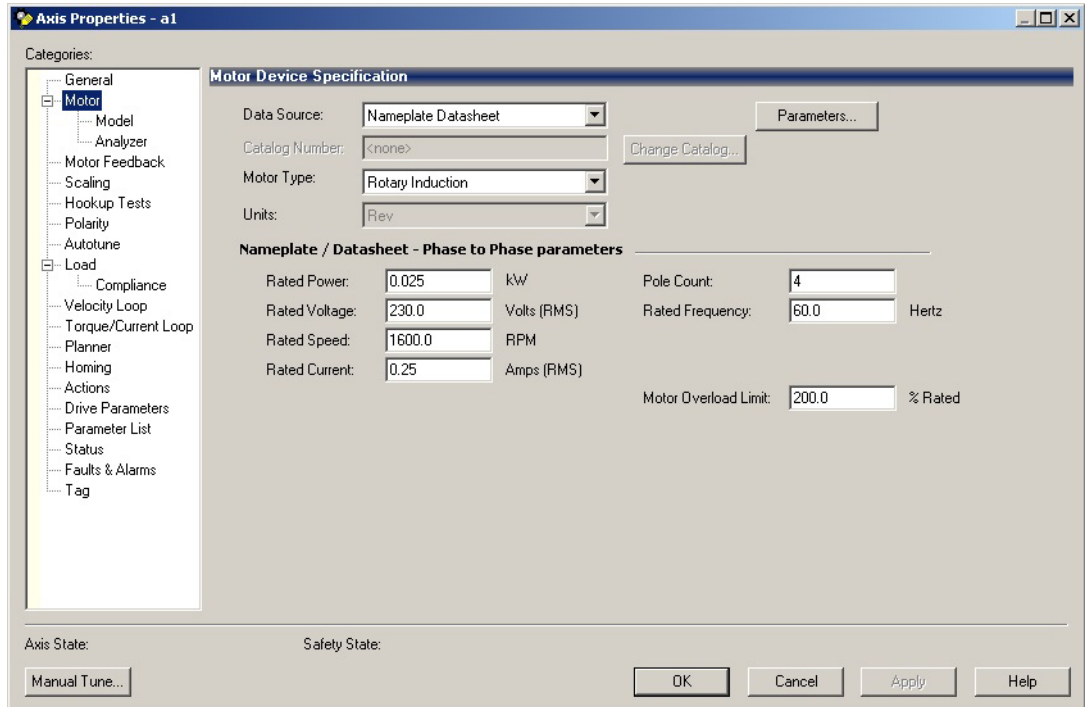 Axis Properties - a1
Categories:
General
Motor
Model
Analyzer
Motor Feedback
Scaling
Hookup Tests
Polarity
Autotune
Load
Compliance
Velocity Loop
Torque/Current Loop
Planner
Homing
Actions
Drive Parameters
Parameter List
Status
Faults & Alarms
Tag
Motor Device Specification
Data Source: Nameplate Datasheet Parameters...
Catalog Number: <none> Change Catalog...
Motor Type: Rotary Induction
Units: Rev
Nameplate / Datasheet - Phase to Phase parameters
Rated Power: 0.025 kW Pole Count: 4
Rated Voltage: 230.0 Volts (RMS) Rated Frequency: 60.0 Hertz
Rated Speed: 1600.0 RPM
Rated Current: 0.25 Amps (RMS)
Motor Overload Limit: 200.0 % Rated
Axis State: Safety State:
Manual Tune... OK Cancel Apply Help